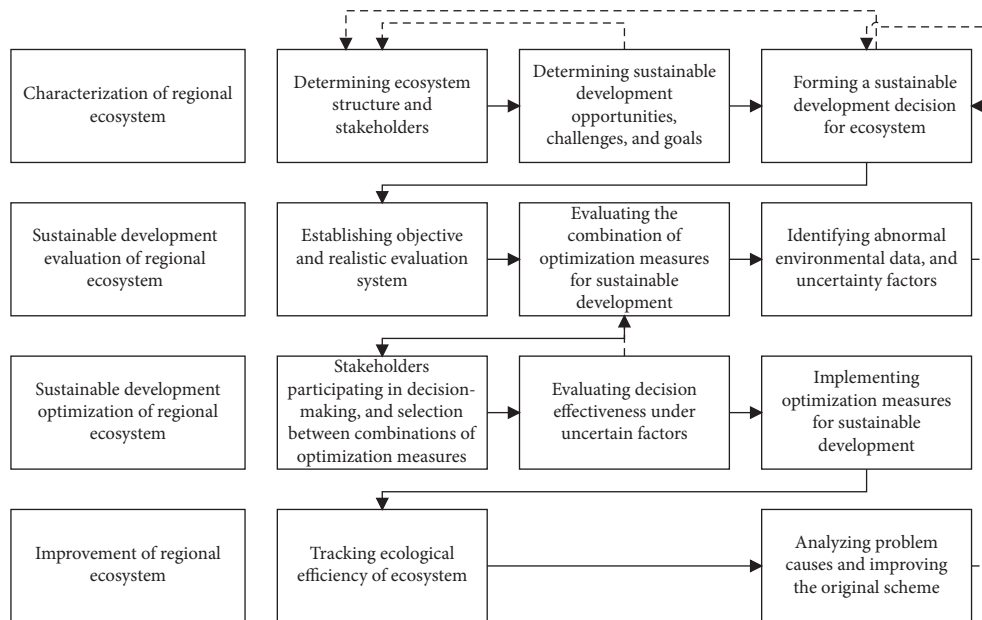 Characterization of regional
ecosystem
Determining ecosystem
structure and
stakeholders
Determining sustainable
development
opportunities,
challenges, and goals
Forming a sustainable
development decision
for ecosystem
Sustainable development
evaluation of regional
ecosystem
Establishing objective
and realistic evaluation
system
Evaluating the
combination of
optimization measures
for sustainable
development
Identifying abnormal
environmental data, and
uncertainty factors
Sustainable development
optimization of regional
ecosystem
Stakeholders
participating in decision-
making, and selection
between combinations of
optimization measures
Evaluating decision
effectiveness under
uncertain factors
Implementing
optimization measures
for sustainable
development
Improvement of regional
ecosystem
Tracking ecological
efficiency of ecosystem
Analyzing problem
causes and improving
the original scheme